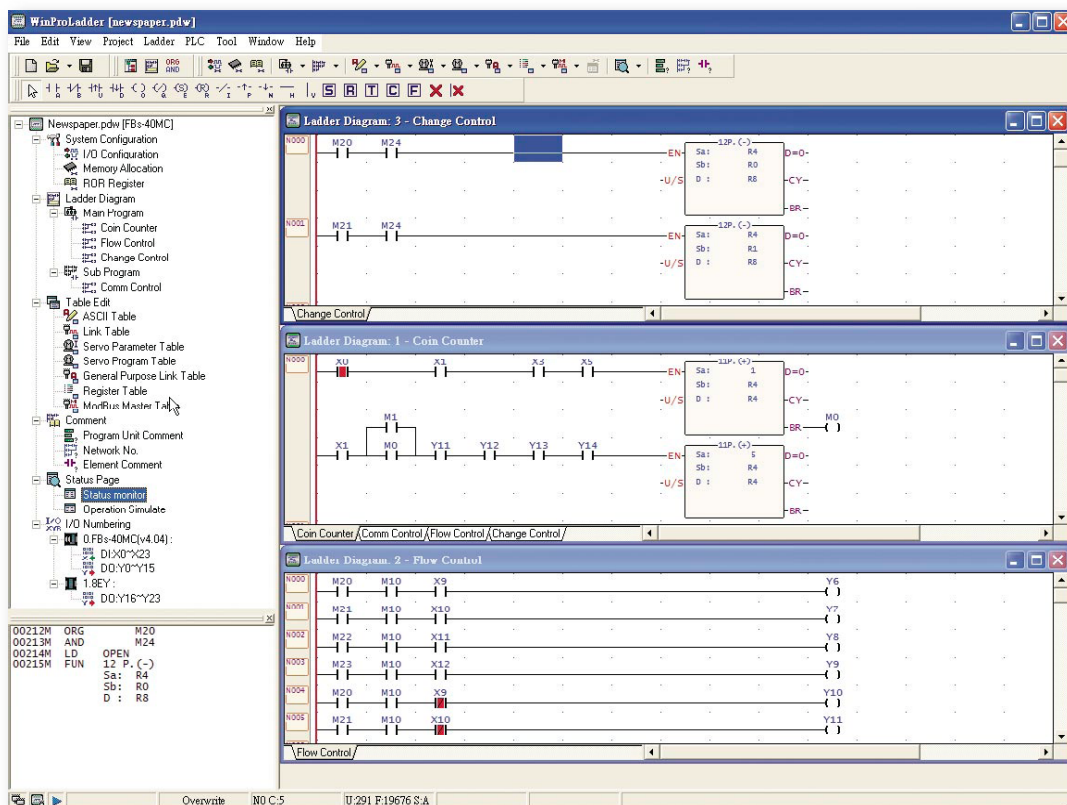 WinProLadder [newspaper.pdw]
File Edit View Project Ladder PLC Tool Window Help
ORG
AND
A B U D O Q S E R I P N H V S R T C F
Newspaper.pdw [FBs-40MC]
System Configuration
I/O Configuration
Memory Allocation
ROR Register
Ladder Diagram
Main Program
Coin Counter
Flow Control
Change Control
Sub Program
Comm Control
Table Edit
ASCII Table
Link Table
Servo Parameter Table
Servo Program Table
General Purpose Link Table
Register Table
ModBus Master Table
Comment
Program Unit Comment
Network No.
Element Comment
Status Page
Status monitor
Operation Simulate
I/O Numbering
0.FBs-40MC(v4.04) :
DI:X0~X23
DO:Y0~Y15
1.8EY :
DO:Y16~Y23
00212M ORG M20
00213M AND M24
00214M LD OPEN
00215M FUN 12 P.(-)
Sa: R4
Sb: R0
D : R8
Ladder Diagram: 3 - Change Control
N000 M20 M24 12P.(-)
EN Sa: R4 D=0
Sb: R0
U/S D : R8 CY
BR
N001 M21 M24 12P.(-)
EN Sa: R4 D=0
Sb: R1
U/S D : R8 CY
BR
Change Control
Ladder Diagram: 1 - Coin Counter
N000 X0 X1 X3 X5 11P.(+)
EN Sa: 1 D=0
Sb: R4
U/S D : R4 CY
M1 BR M0
X1 M0 Y11 Y12 Y13 Y14 11P.(+)
EN Sa: 5 D=0
Sb: R4
U/S D : R4 CY
BR
Coin Counter Comm Control Flow Control Change Control
Ladder Diagram: 2 - Flow Control
N000 M20 M10 X9 Y6
N001 M21 M10 X10 Y7
N002 M22 M10 X11 Y8
N003 M23 M10 X12 Y9
N004 M20 M10 X9 Y10
N005 M21 M10 X10 Y11
Flow Control
Overwrite N0 C:5 U:291 F:19676 S:A